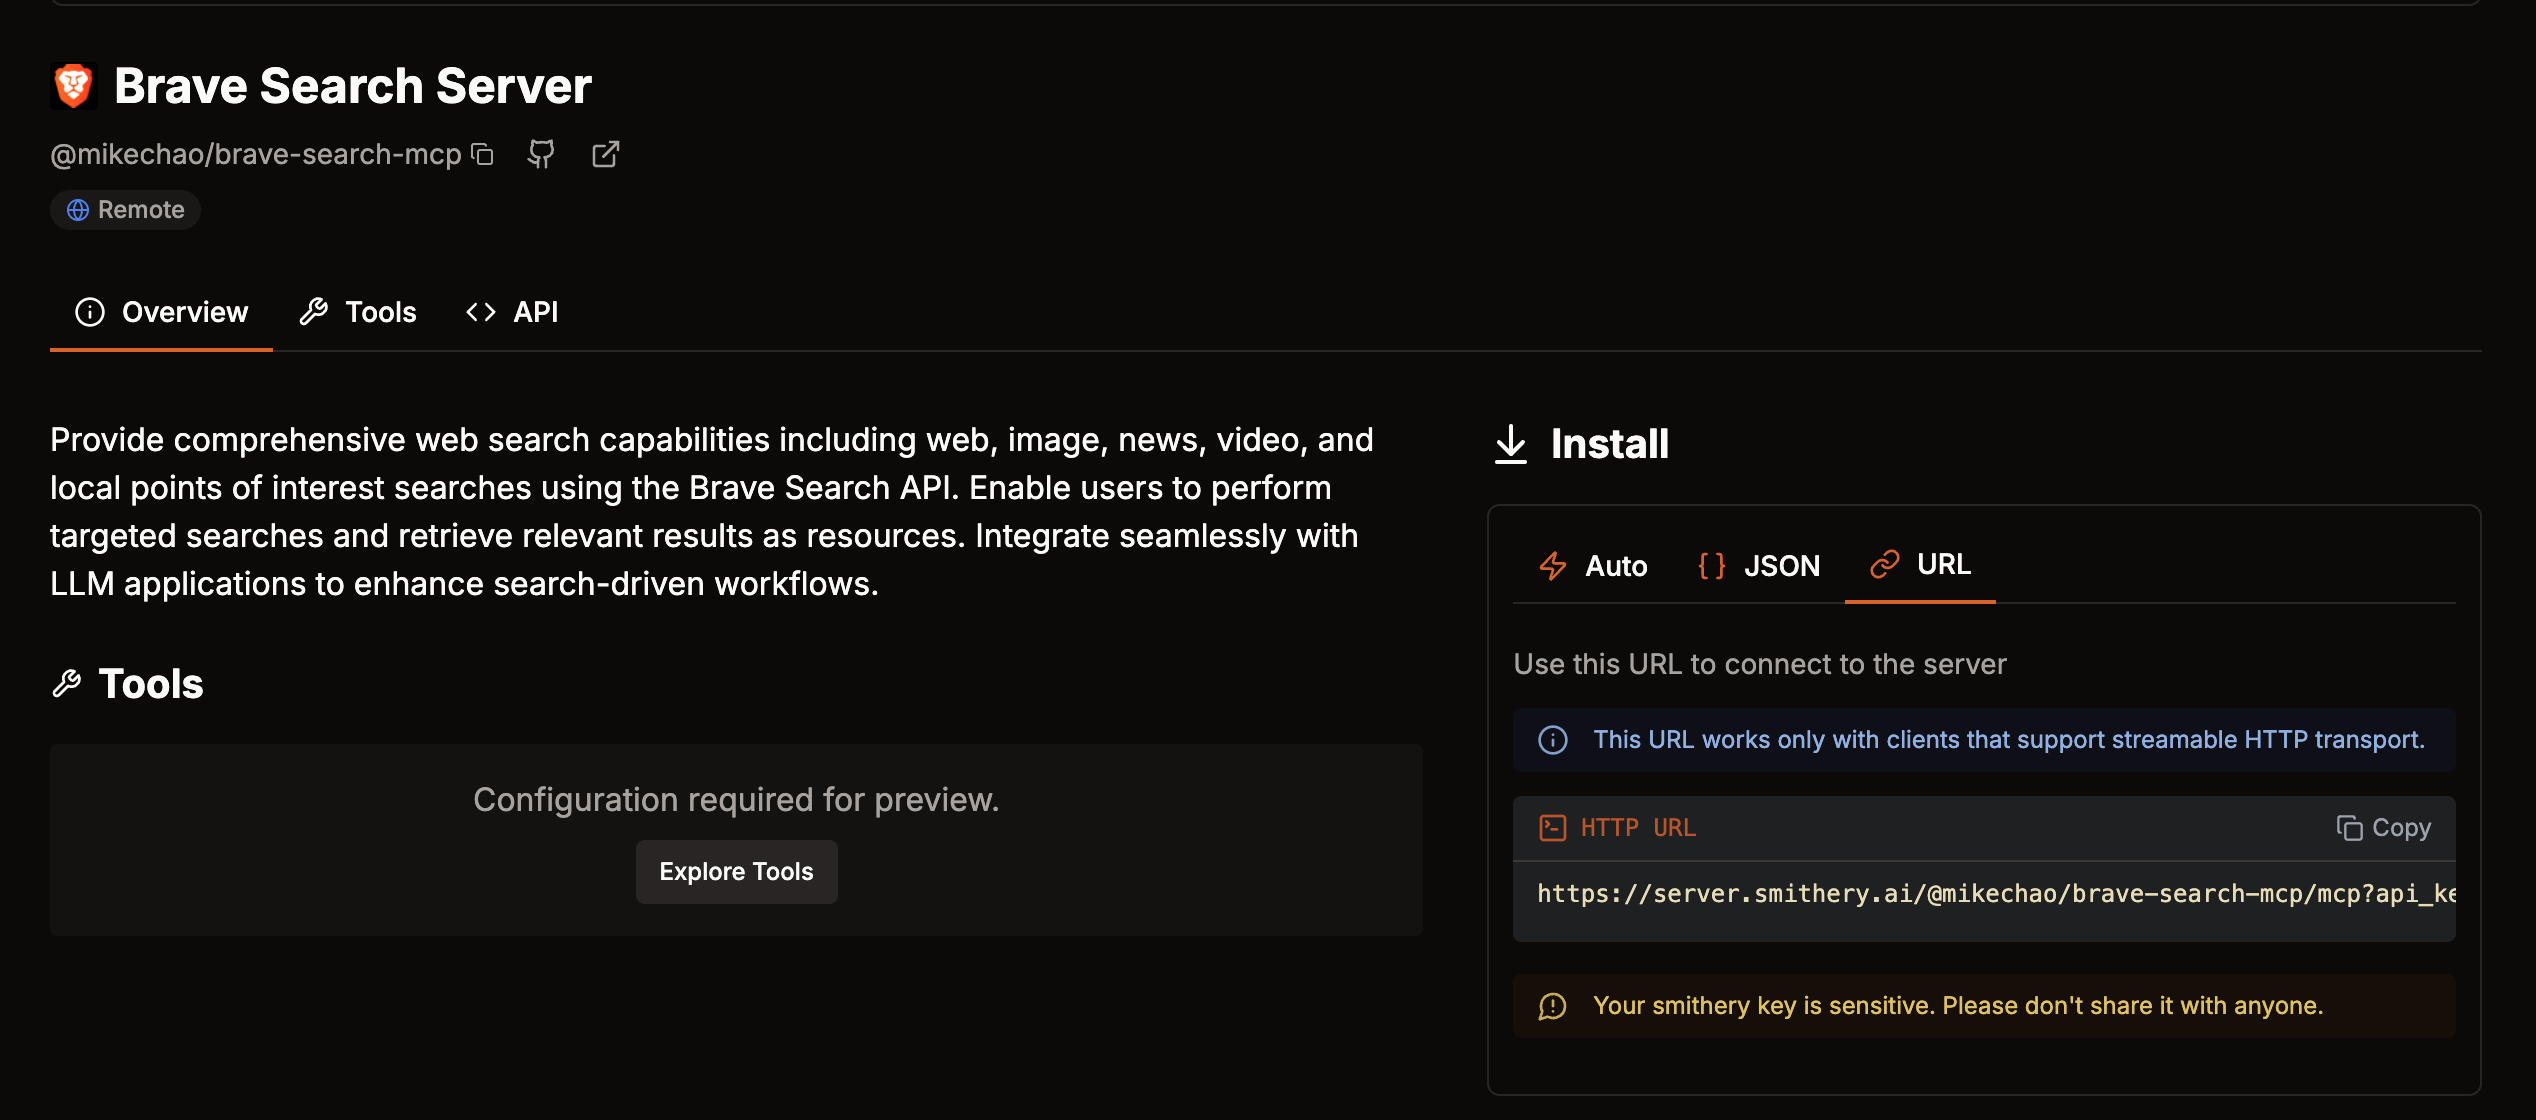 Brave Search Server
@mikechao/brave-search-mcp
Remote
Overview Tools <> API
Provide comprehensive web search capabilities including web, image, news, video, and
local points of interest searches using the Brave Search API. Enable users to perform
targeted searches and retrieve relevant results as resources. Integrate seamlessly with
LLM applications to enhance search-driven workflows.
Tools
Configuration required for preview.
Explore Tools
Install
Auto {} JSON URL
Use this URL to connect to the server
This URL works only with clients that support streamable HTTP transport.
HTTP URL Copy
https://server.smithery.ai/@mikechao/brave-search-mcp/mcp?api_ke
Your smithery key is sensitive. Please don't share it with anyone.